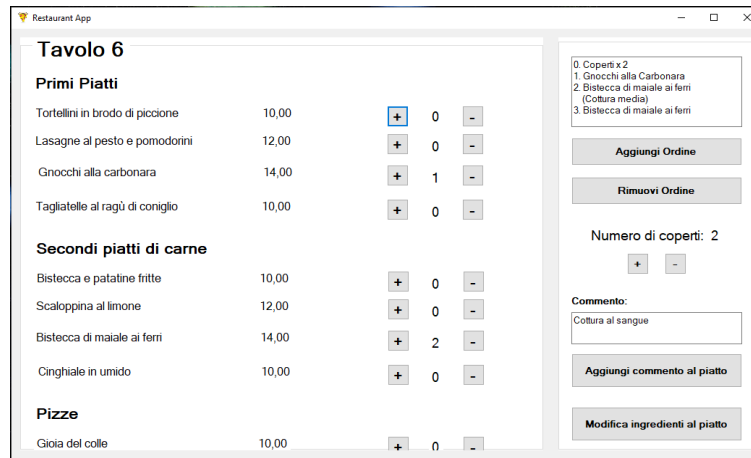 Restaurant App
Tavolo 6
Primi Piatti
Tortellini in brodo di piccione 10,00 + 0 -
Lasagne al pesto e pomodorini 12,00 + 0 -
Gnocchi alla carbonara 14,00 + 1 -
Tagliatelle al ragù di coniglio 10,00 + 0 -
Secondi piatti di carne
Bistecca e patatine fritte 10,00 + 0 -
Scaloppina al limone 12,00 + 0 -
Bistecca di maiale ai ferri 14,00 + 2 -
Cinghiale in umido 10,00 + 0 -
Pizze
Gioia del colle 10,00 + 0 -
0. Coperti x 2
1. Gnocchi alla Carbonara
2. Bistecca di maiale ai ferri
(Cottura media)
3. Bistecca di maiale ai ferri
Aggiungi Ordine
Rimuovi Ordine
Numero di coperti: 2
+ -
Commento:
Cottura al sangue
Aggiungi commento al piatto
Modifica ingredienti al piatto